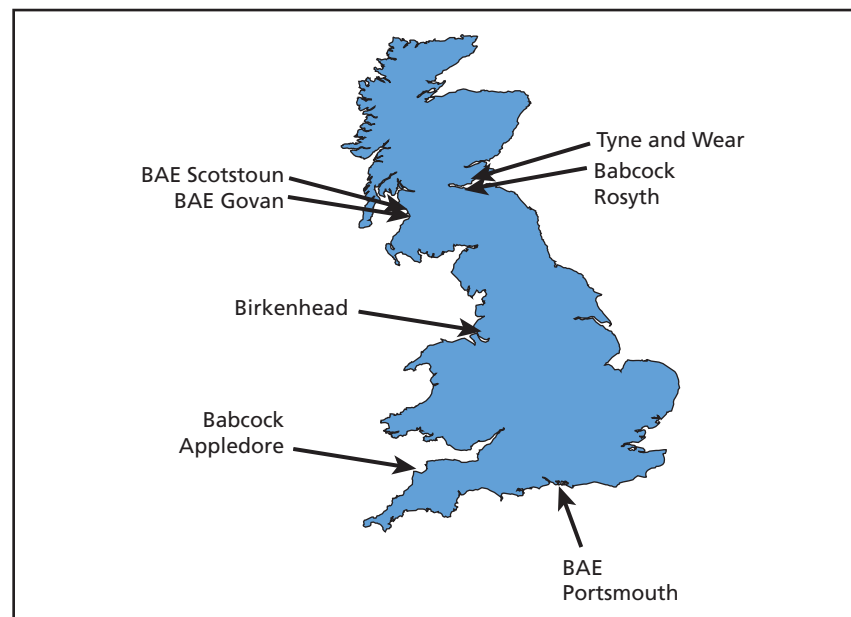 Tyne and Wear
BAE Scotstoun
BAE Govan
Babcock
Rosyth
Birkenhead
Babcock
Appledore
BAE
Portsmouth